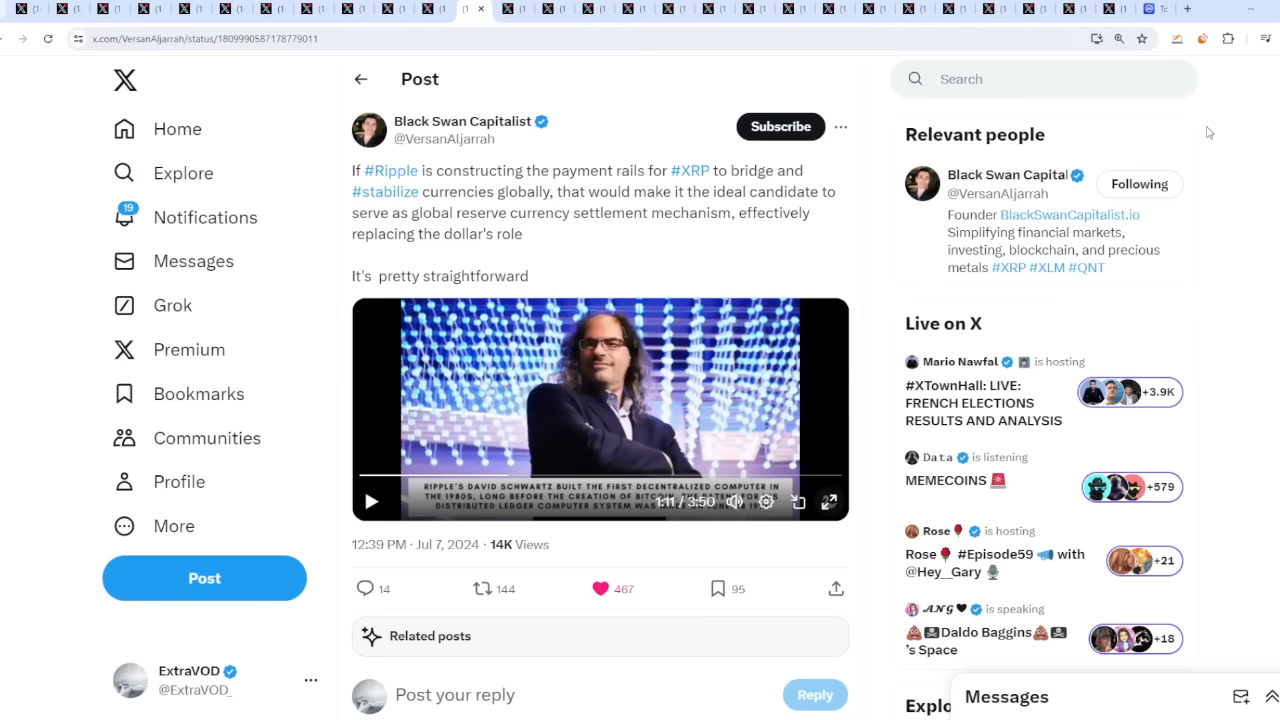 x.com/VersanAljarrah/status/1809990587178779011
Home
Explore
19
Notifications
Messages
Grok
Premium
Bookmarks
Communities
Profile
More
Post
ExtraVOD
@ExtraVOD_
Post
Black Swan Capitalist
@VersanAljarrah
Subscribe
If #Ripple is constructing the payment rails for #XRP to bridge and
#stabilize currencies globally, that would make it the ideal candidate to
serve as global reserve currency settlement mechanism, effectively
replacing the dollar's role
It's pretty straightforward
RIPPLE'S DAVID SCHWARTZ BUILT THE FIRST DECENTRALIZED COMPUTER IN
THE 1980S, LONG BEFORE THE CREATION OF
DISTRIBUTED LEDGER COMPUTER SYSTEM WAS
1:11 / 3:50
12:39 PM · Jul 7, 2024 · 14K Views
14
144
467
95
Related posts
Post your reply
Reply
Search
Relevant people
Black Swan Capital
@VersanAljarrah
Following
Founder BlackSwanCapitalist.io
Simplifying financial markets,
investing, blockchain, and precious
metals #XRP #XLM #QNT
Live on X
Mario Nawfal is hosting
#XTownHall: LIVE:
FRENCH ELECTIONS
RESULTS AND ANALYSIS
+3.9K
Data is listening
MEMECOINS
+579
Rose is hosting
Rose #Episode59 with
@Hey__Gary
+21
ANG is speaking
Daldo Baggins
's Space
+18
Explo
Messages